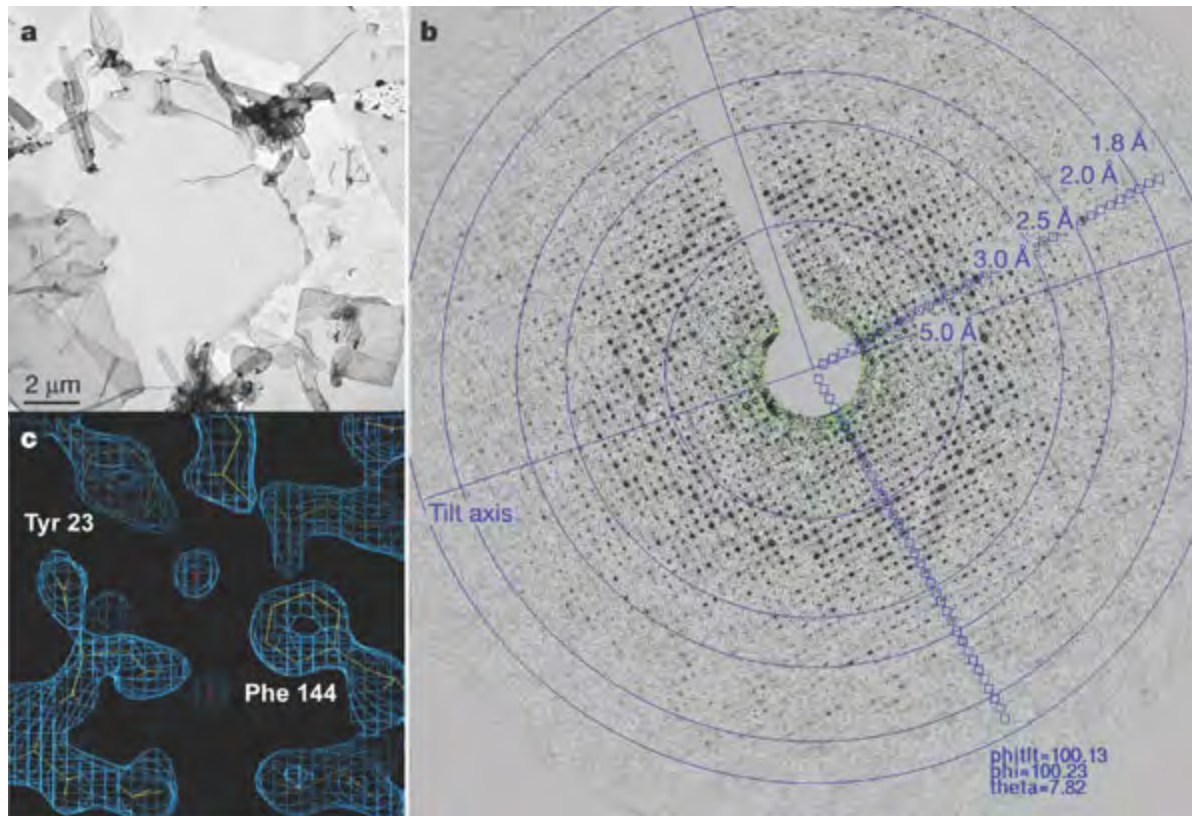 a
2 μm
b
1.8 Å
2.0 Å
2.5 Å
3.0 Å
5.0 Å
Tilt axis
phitlt=100.13
phi=100.23
theta=7.82
c
Tyr 23
Phe 144